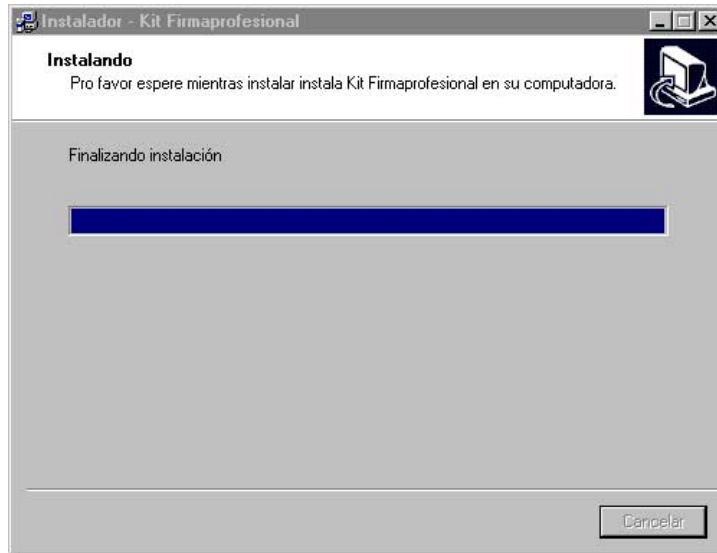 Instalador - Kit Firmaprofesional
Instalando
Pro favor espere mientras instalar instala Kit Firmaprofesional en su computadora.
Finalizando instalación
Cancelar